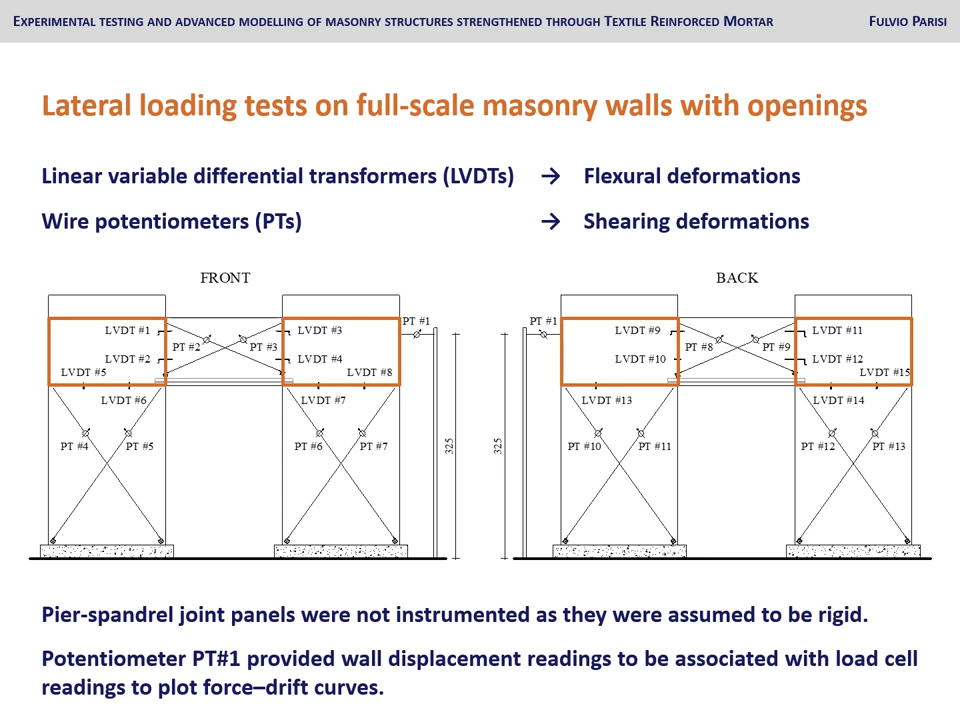 EXPERIMENTAL TESTING AND ADVANCED MODELLING OF MASONRY STRUCTURES STRENGTHENED THROUGH TEXTILE REINFORCED MORTAR FULVIO PARISI
Lateral loading tests on full-scale masonry walls with openings
Linear variable differential transformers (LVDTs) → Flexural deformations
Wire potentiometers (PTs) → Shearing deformations
FRONT
LVDT #1
LVDT #3
PT #1
PT #2
PT #3
LVDT #2
LVDT #4
LVDT #5
LVDT #8
LVDT #6
LVDT #7
PT #4
PT #5
PT #6
PT #7
325
BACK
PT #1
LVDT #9
LVDT #11
PT #8
PT #9
LVDT #10
LVDT #12
LVDT #15
LVDT #13
LVDT #14
PT #10
PT #11
PT #12
PT #13
325
Pier-spandrel joint panels were not instrumented as they were assumed to be rigid.
Potentiometer PT#1 provided wall displacement readings to be associated with load cell
readings to plot force–drift curves.